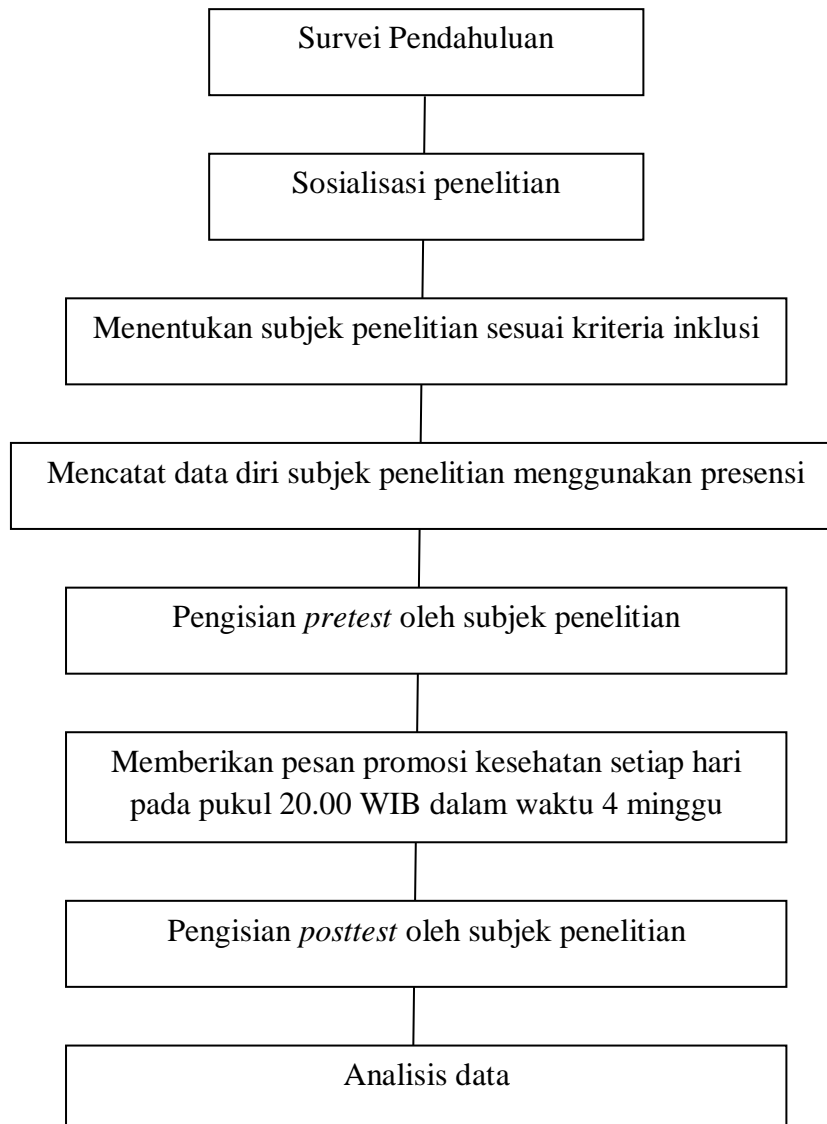 Survei Pendahuluan
Sosialisasi penelitian
Menentukan subjek penelitian sesuai kriteria inklusi
Mencatat data diri subjek penelitian menggunakan presensi
Pengisian pretest oleh subjek penelitian
Memberikan pesan promosi kesehatan setiap hari
pada pukul 20.00 WIB dalam waktu 4 minggu
Pengisian posttest oleh subjek penelitian
Analisis data